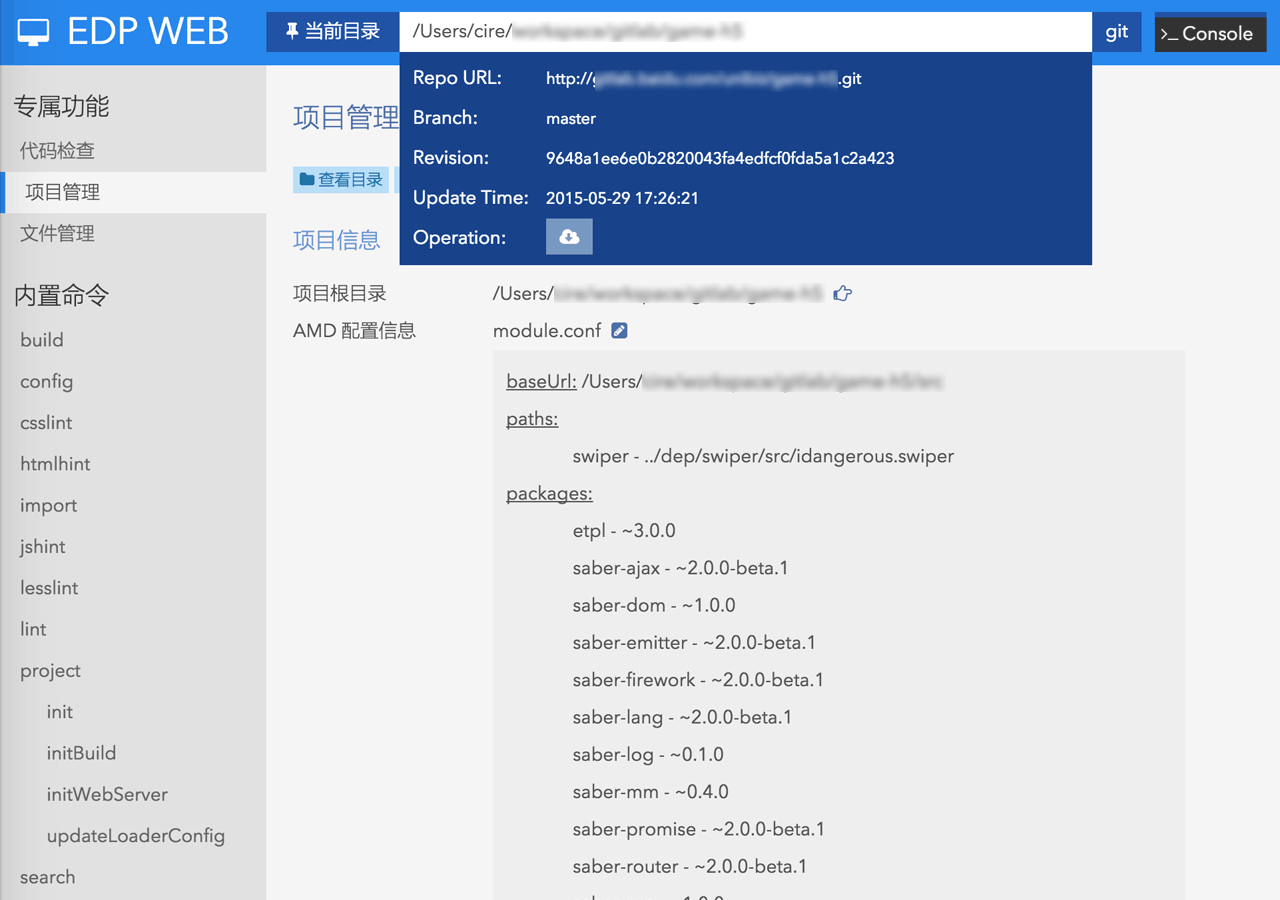 EDP WEB
当前目录
/Users/cire/
git
>_ Console
Repo URL: http:// .git
Branch: master
Revision: 9648a1ee6e0b2820043fa4edfcf0fda5a1c2a423
Update Time: 2015-05-29 17:26:21
Operation:
专属功能
代码检查
项目管理
文件管理
内置命令
build
config
csslint
htmlhint
import
jshint
lesslint
lint
project
init
initBuild
initWebServer
updateLoaderConfig
search
项目管理
查看目录
项目信息
项目根目录 /Users/
AMD 配置信息 module.conf
baseUrl: /Users/
paths:
swiper - ../dep/swiper/src/idangerous.swiper
packages:
etpl - ~3.0.0
saber-ajax - ~2.0.0-beta.1
saber-dom - ~1.0.0
saber-emitter - ~2.0.0-beta.1
saber-firework - ~2.0.0-beta.1
saber-lang - ~2.0.0-beta.1
saber-log - ~0.1.0
saber-mm - ~0.4.0
saber-promise - ~2.0.0-beta.1
saber-router - ~2.0.0-beta.1